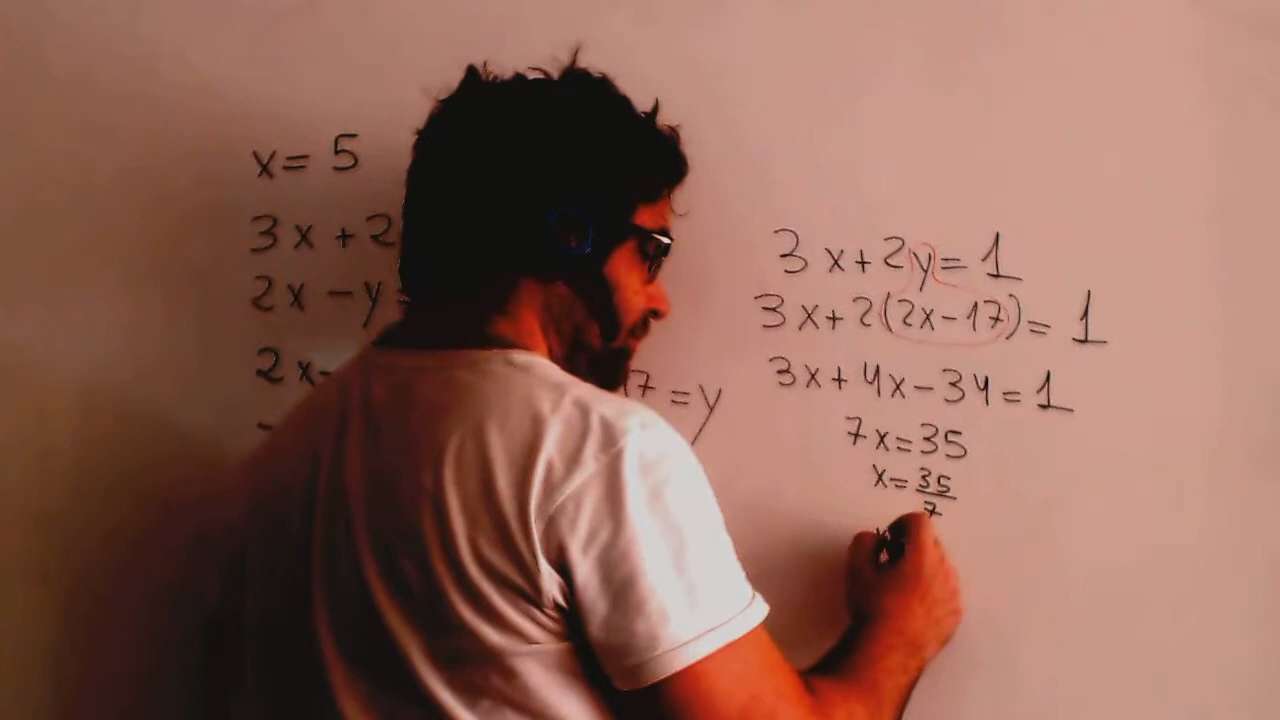 x = 5
3x + 2
2x - y
2x -
7 = y
3x + 2y = 1
3x + 2(2x - 17) = 1
3x + 4x - 34 = 1
7x = 35
x = 35/7